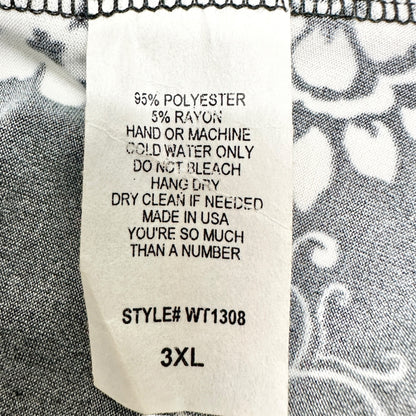 95% POLYESTER
5% RAYON
HAND OR MACHINE
COLD WATER ONLY
DO NOT BLEACH
HANG DRY
DRY CLEAN IF NEEDED
MADE IN USA
YOU'RE SO MUCH
THAN A NUMBER
STYLE# WT1308
3XL